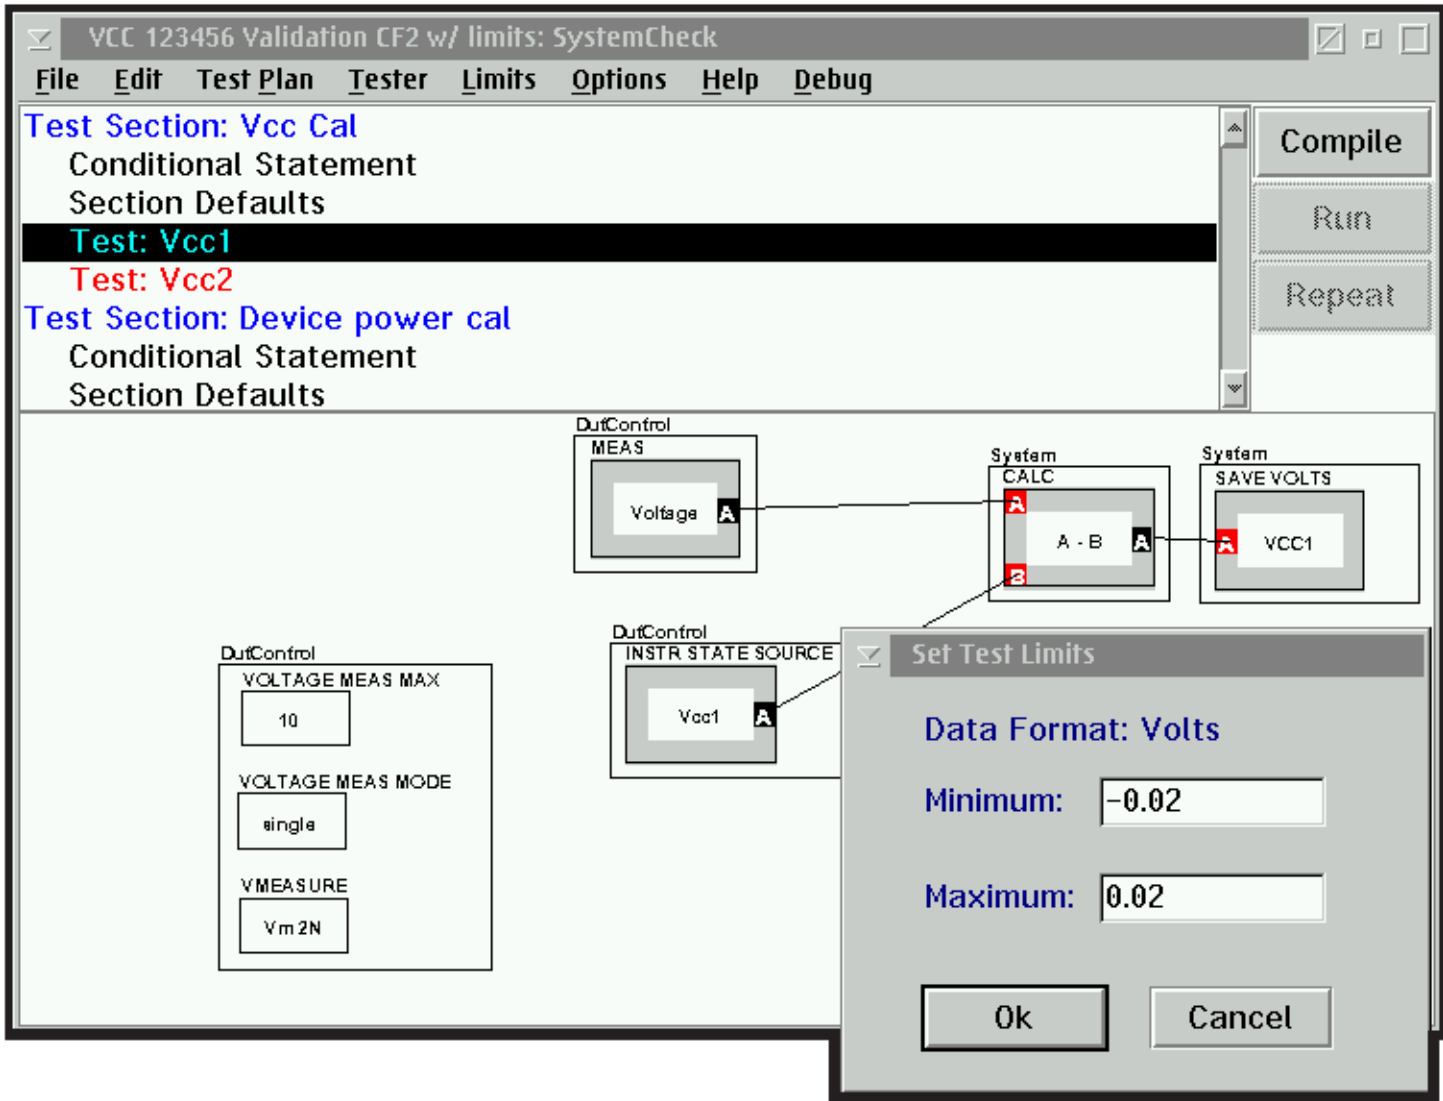 VCC 123456 Validation CF2 w/ limits: SystemCheck
File Edit Test Plan Tester Limits Options Help Debug
Test Section: Vcc Cal
Conditional Statement
Section Defaults
Test: Vcc1
Test: Vcc2
Test Section: Device power cal
Conditional Statement
Section Defaults
Compile
Run
Repeat
DutControl
MEAS
Voltage A
System
CALC
A
A - B A
B
System
SAVE VOLTS
A VCC1
DutControl
INSTR STATE SOURCE
Vcc1 A
DutControl
VOLTAGE MEAS MAX
10
VOLTAGE MEAS MODE
single
VMEASURE
Vm2N
Set Test Limits
Data Format: Volts
Minimum: -0.02
Maximum: 0.02
Ok Cancel